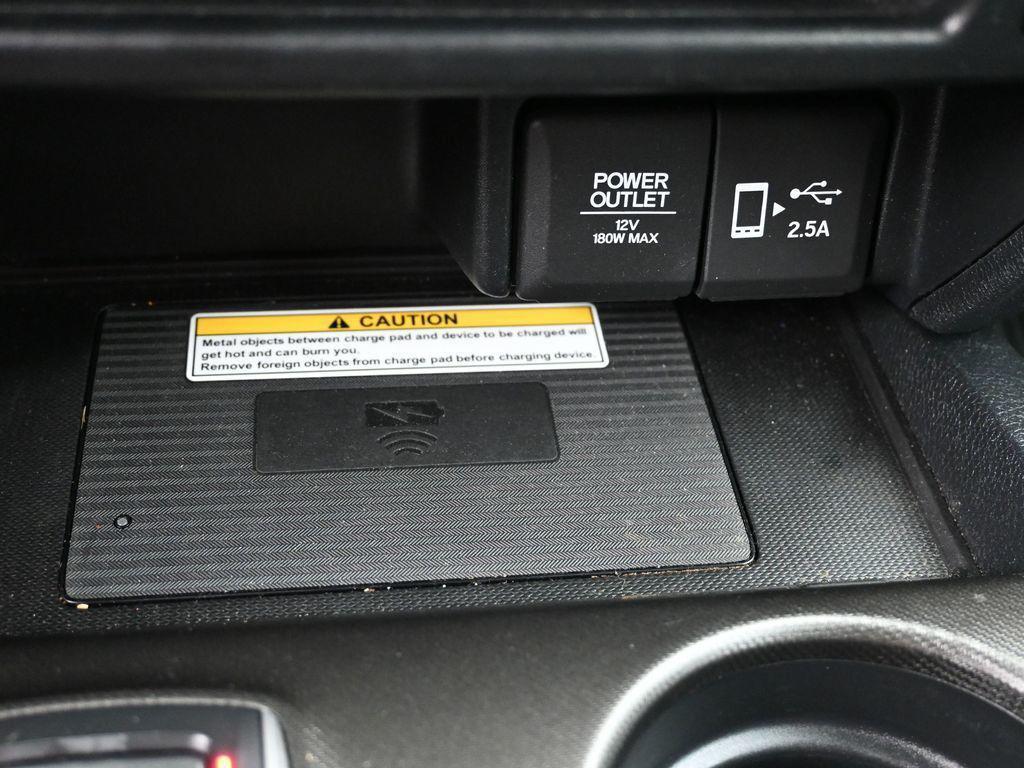 POWER
OUTLET
12V
180W MAX
2.5A
CAUTION
Metal objects between charge pad and device to be charged will
get hot and can burn you.
Remove foreign objects from charge pad before charging device.